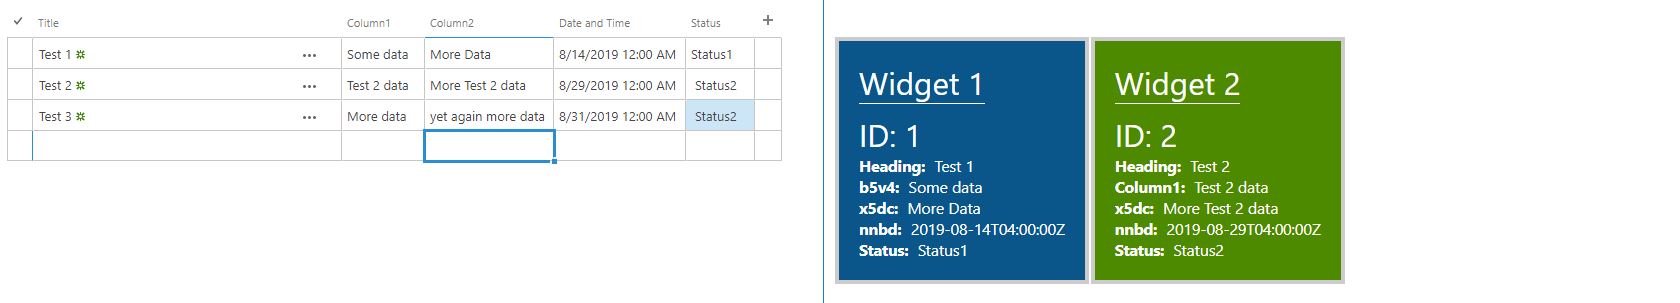 Title Column1 Column2 Date and Time Status
Test 1 Some data More Data 8/14/2019 12:00 AM Status1
Test 2 Test 2 data More Test 2 data 8/29/2019 12:00 AM Status2
Test 3 More data yet again more data 8/31/2019 12:00 AM Status2
Widget 1
ID: 1
Heading: Test 1
b5v4: Some data
x5dc: More Data
nnbd: 2019-08-14T04:00:00Z
Status: Status1
Widget 2
ID: 2
Heading: Test 2
Column1: Test 2 data
x5dc: More Test 2 data
nnbd: 2019-08-29T04:00:00Z
Status: Status2